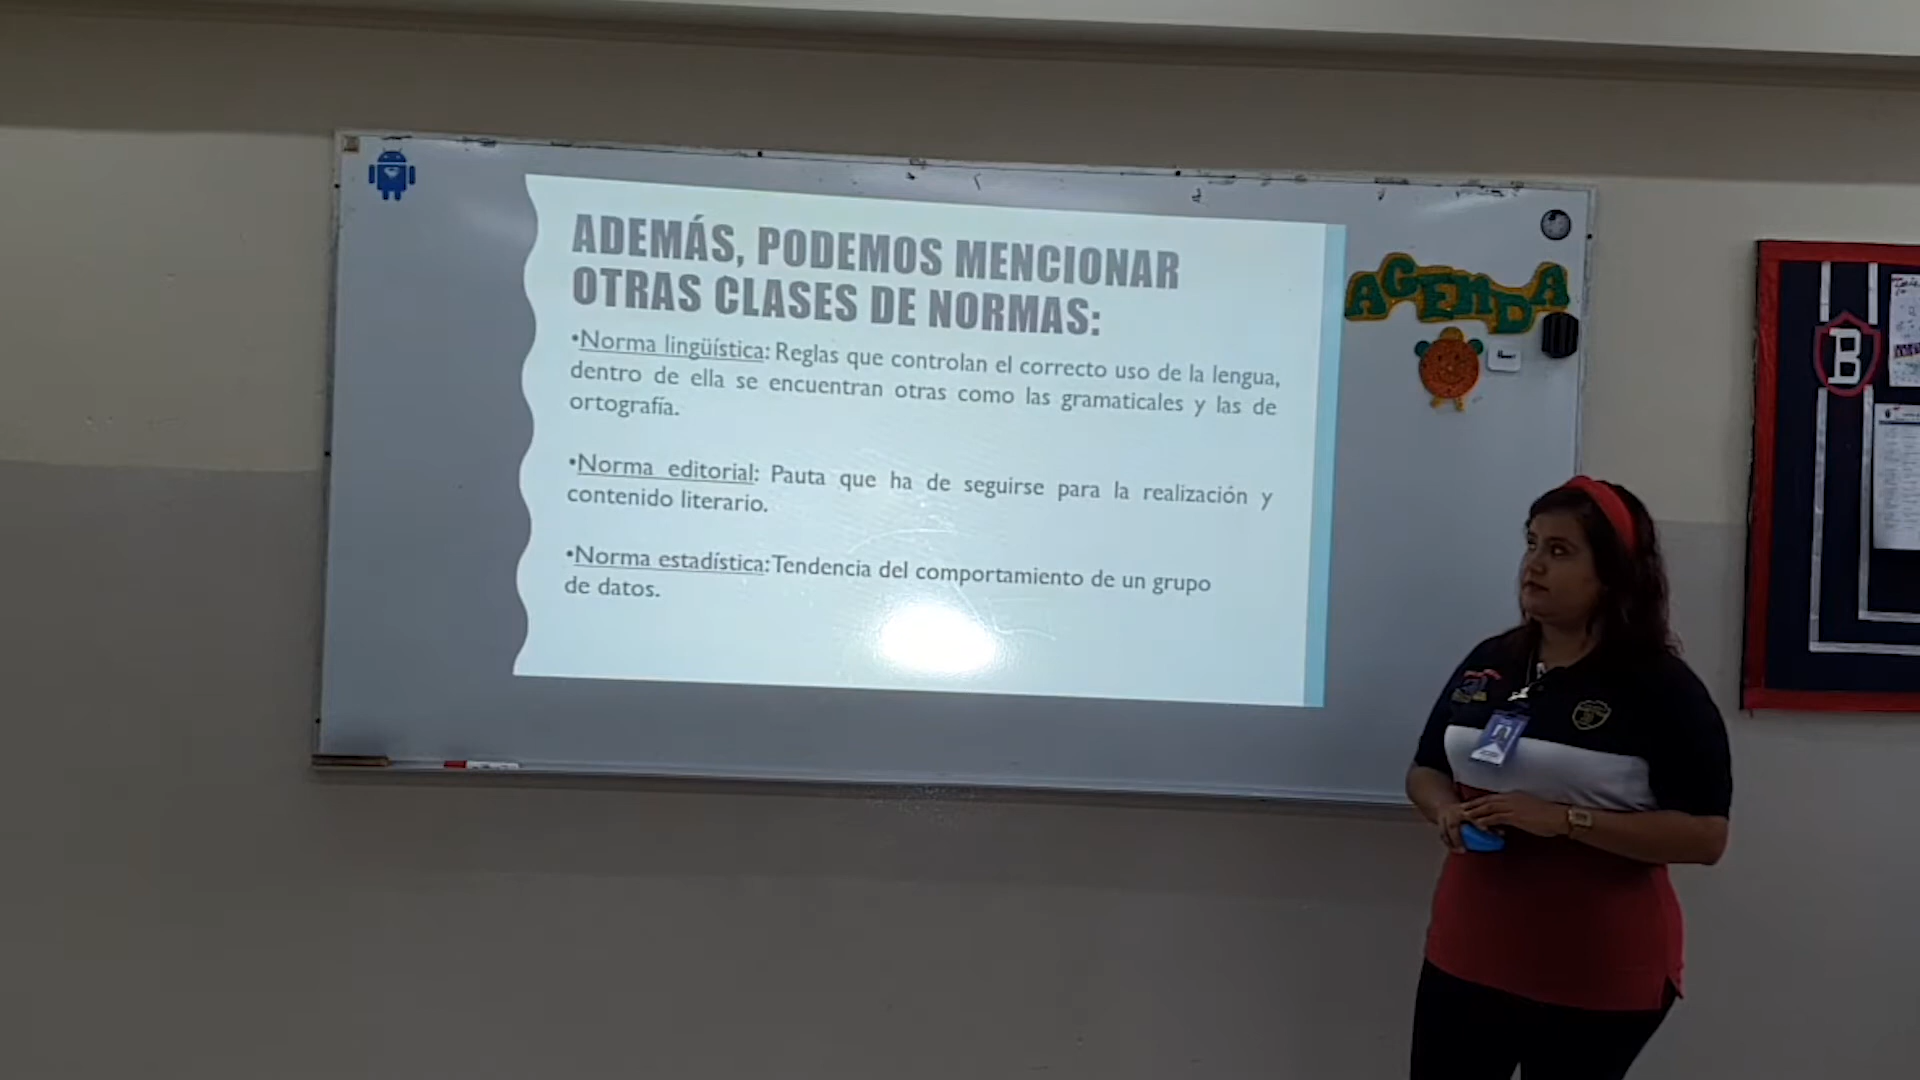 ADEMÁS, PODEMOS MENCIONAR
OTRAS CLASES DE NORMAS:
•Norma lingüística: Reglas que controlan el correcto uso de la lengua,
dentro de ella se encuentran otras como las gramaticales y las de
ortografía.
•Norma editorial: Pauta que ha de seguirse para la realización y
contenido literario.
•Norma estadística: Tendencia del comportamiento de un grupo
de datos.
AGENDA
B